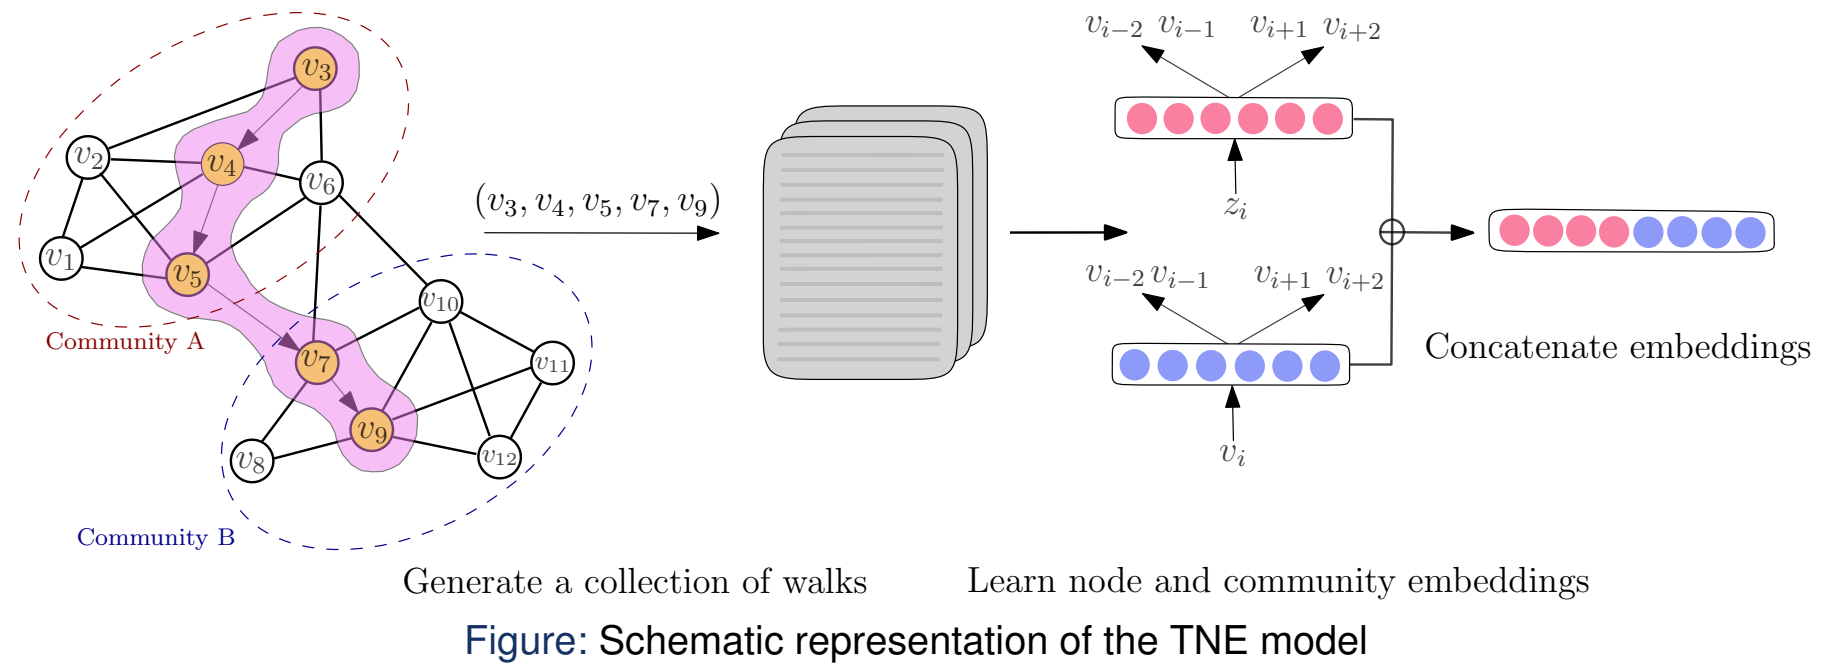 v₃
v₂
v₄
v₆
v₁
v₅
Community A
v₁₀
v₇
v₁₁
v₉
v₈
v₁₂
Community B
(v₃, v₄, v₅, v₇, v₉)
Generate a collection of walks
vᵢ₋₂ vᵢ₋₁ vᵢ₊₁ vᵢ₊₂
zᵢ
vᵢ₋₂ vᵢ₋₁ vᵢ₊₁ vᵢ₊₂
vᵢ
Learn node and community embeddings
Concatenate embeddings
Figure: Schematic representation of the TNE model